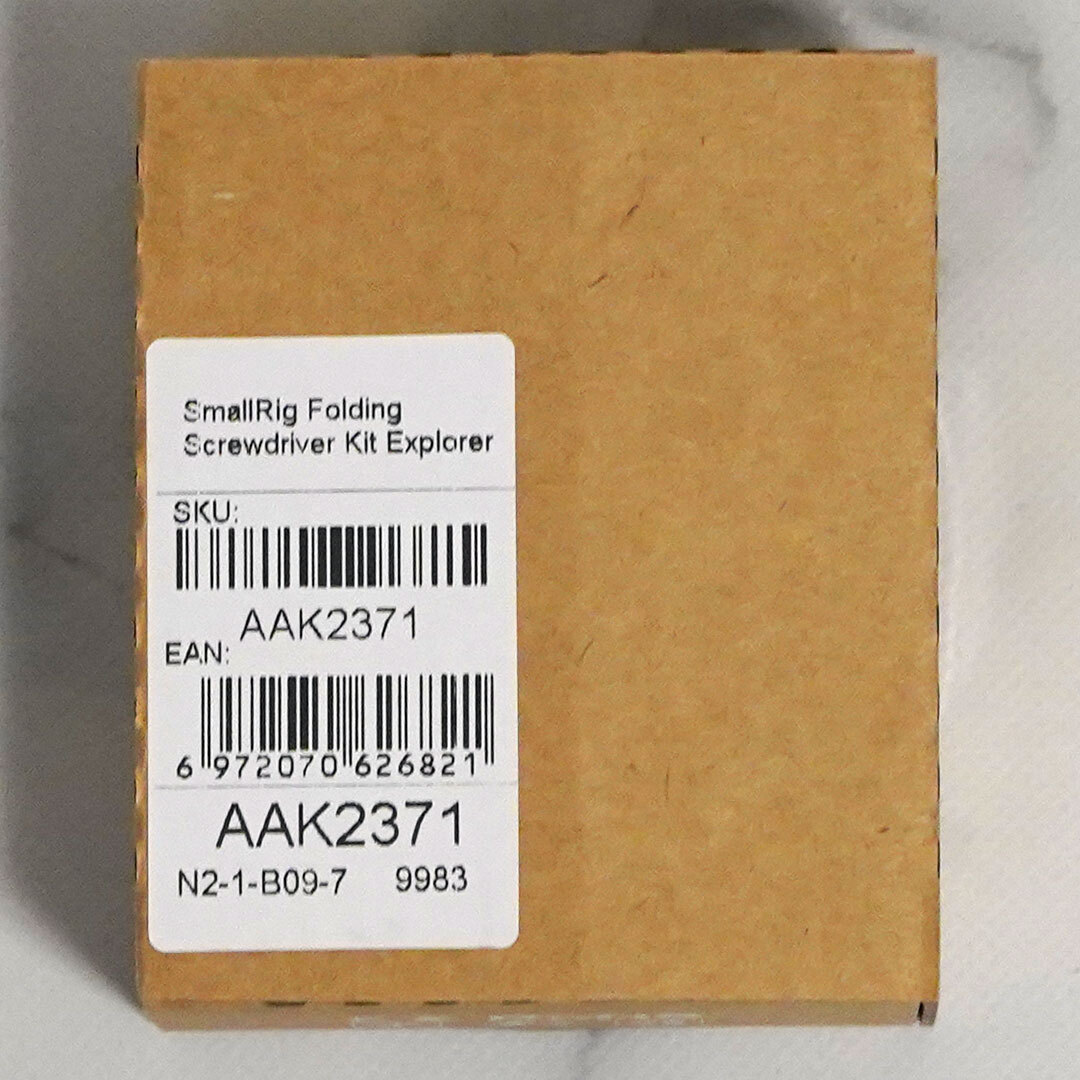 SmallRig Folding
Screwdriver Kit Explorer
SKU:
AAK2371
EAN:
6 972070 626821
AAK2371
N2-1-B09-7 9983